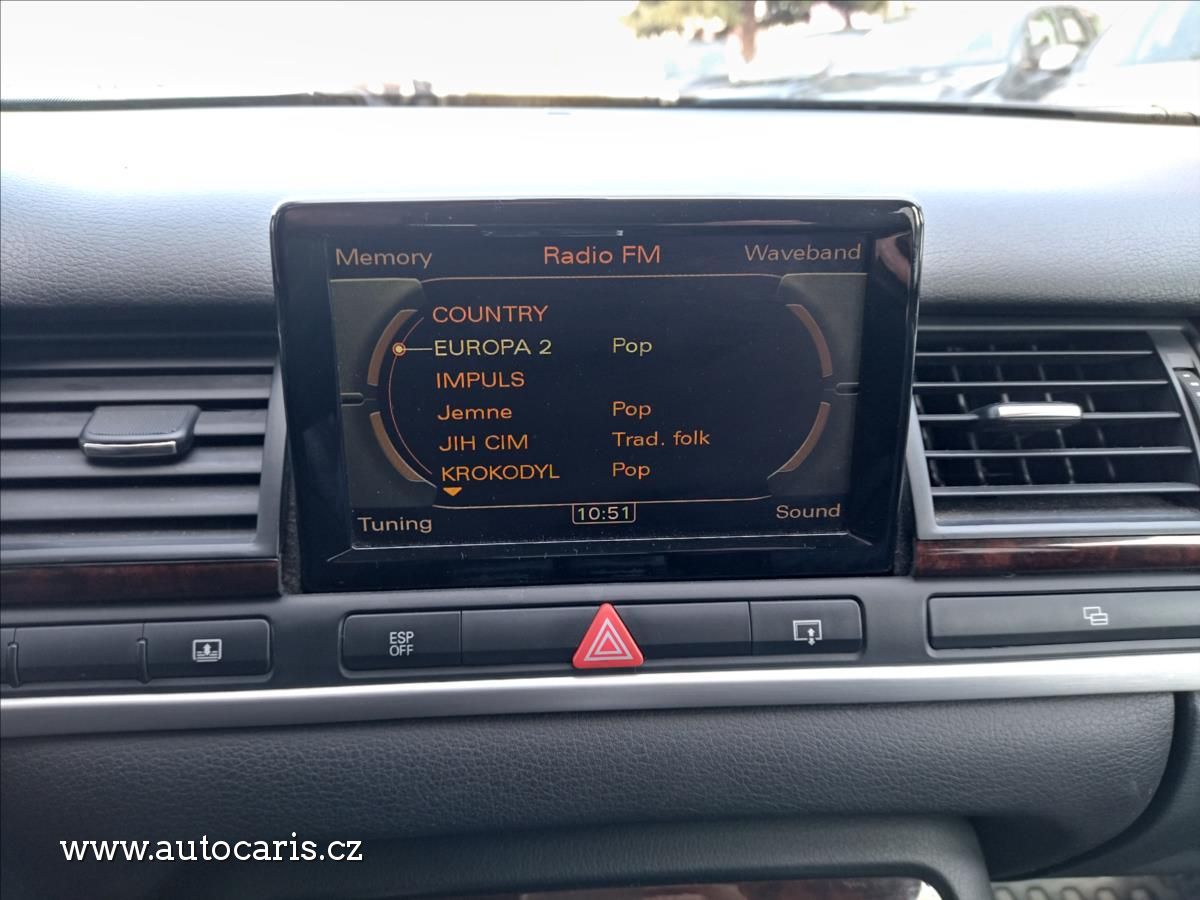 Memory Radio FM Waveband
COUNTRY
EUROPA 2 Pop
IMPULS
Jemne Pop
JIH CIM Trad. folk
KROKODYL Pop
Tuning 10:51 Sound
ESP
OFF
www.autocaris.cz